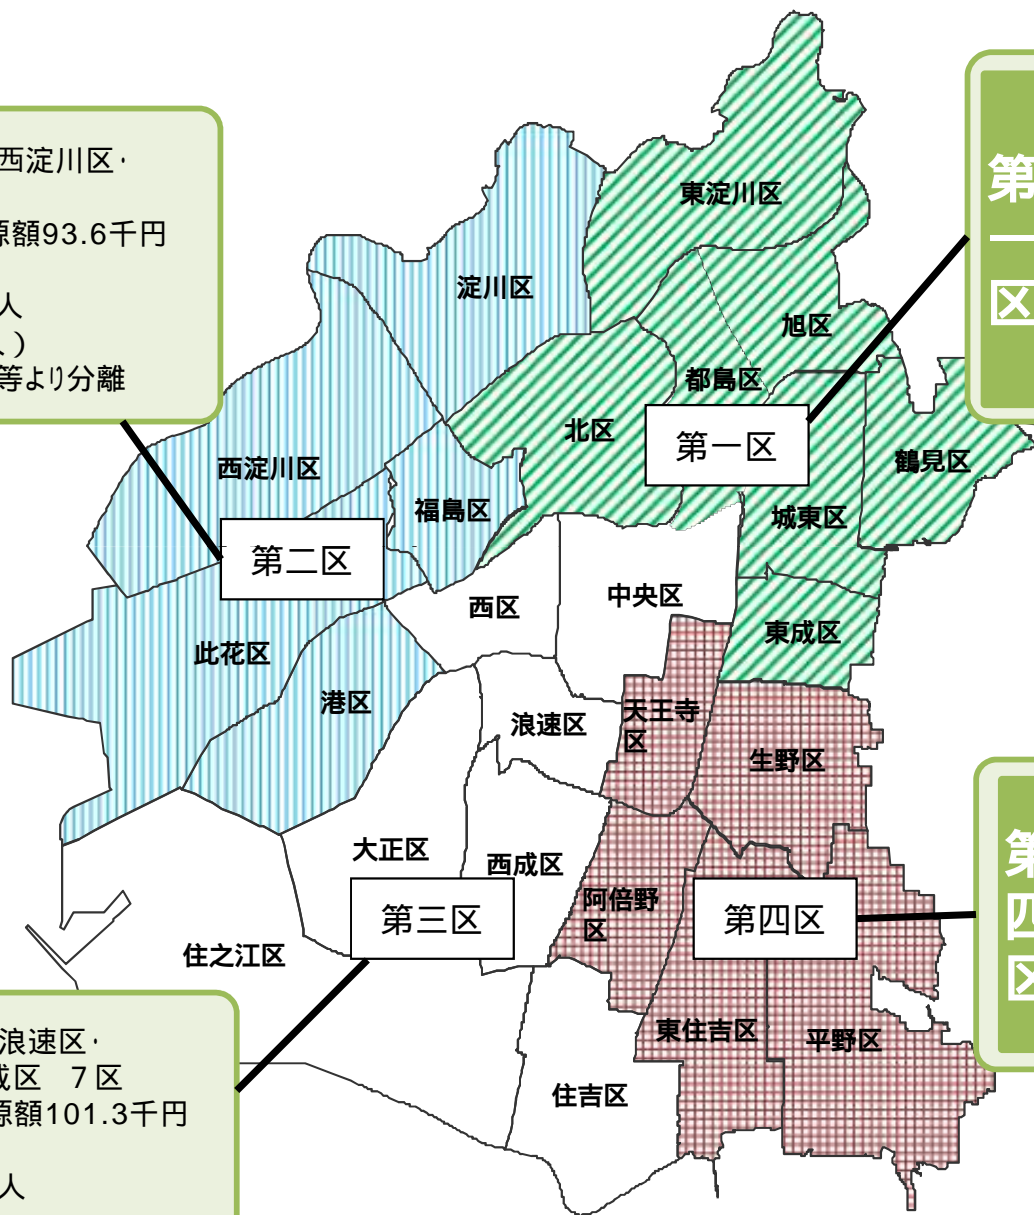 西淀川区・
源額93.6千円
人
)
等より分離
第
一
区
東淀川区
淀川区
旭区
都島区
北区
第一区
鶴見区
西淀川区
福島区
城東区
第二区
西区
中央区
東成区
此花区
港区
浪速区
天王寺
区
生野区
大正区
西成区
阿倍野
区
第三区
第四区
第
四
区
住之江区
東住吉区
平野区
住吉区
浪速区・
成区 7区
源額101.3千円
人